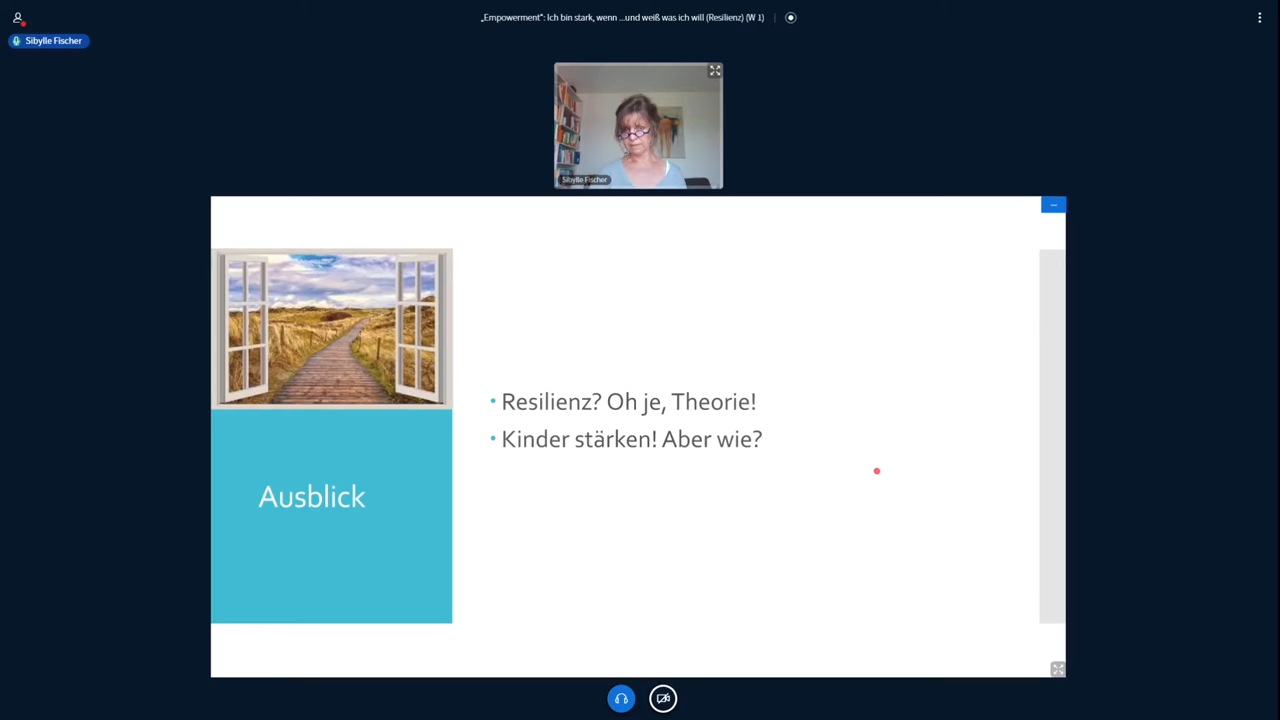 „Empowerment“: Ich bin stark, wenn ...und weiß was ich will (Resilienz) (W 1)
Sibylle Fischer
Sibylle Fischer
• Resilienz? Oh je, Theorie!
• Kinder stärken! Aber wie?
Ausblick